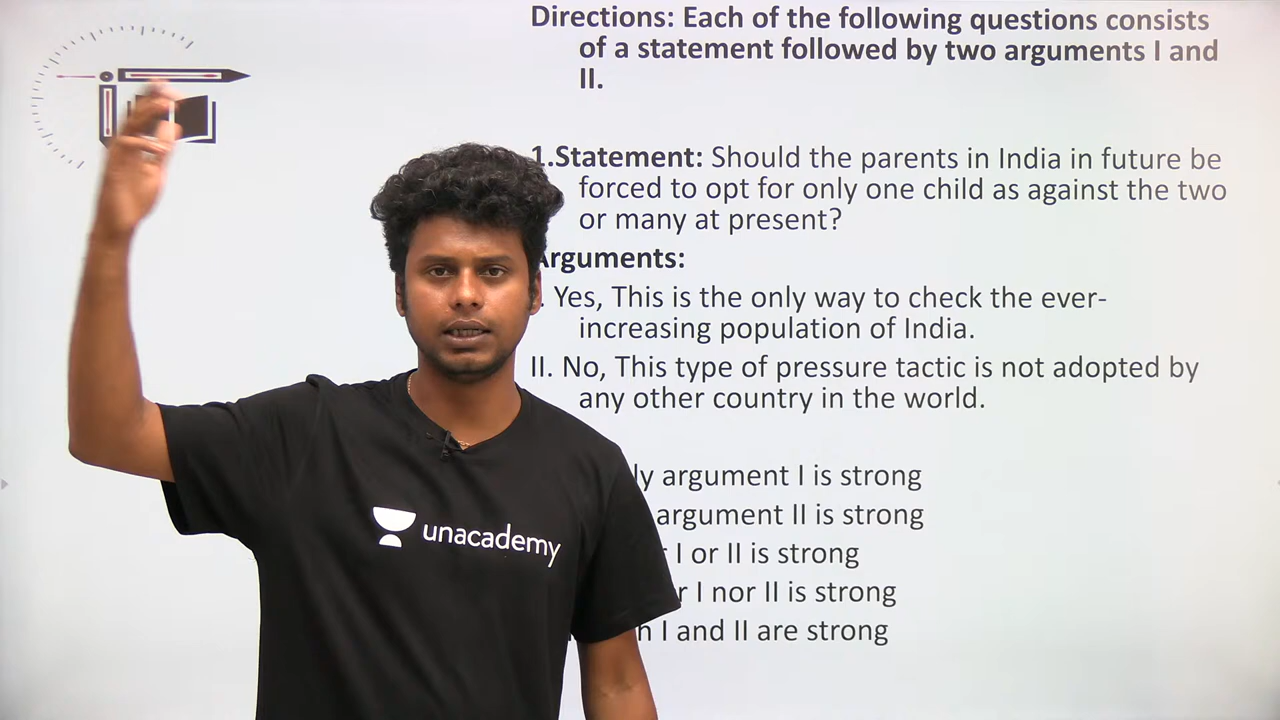 Directions: Each of the following questions consists
of a statement followed by two arguments I and
II.
1.Statement: Should the parents in India in future be
forced to opt for only one child as against the two
or many at present?
Arguments:
Yes, This is the only way to check the ever-
increasing population of India.
II. No, This type of pressure tactic is not adopted by
any other country in the world.
argument I is strong
argument II is strong
I or II is strong
I nor II is strong
I and II are strong
unacademy